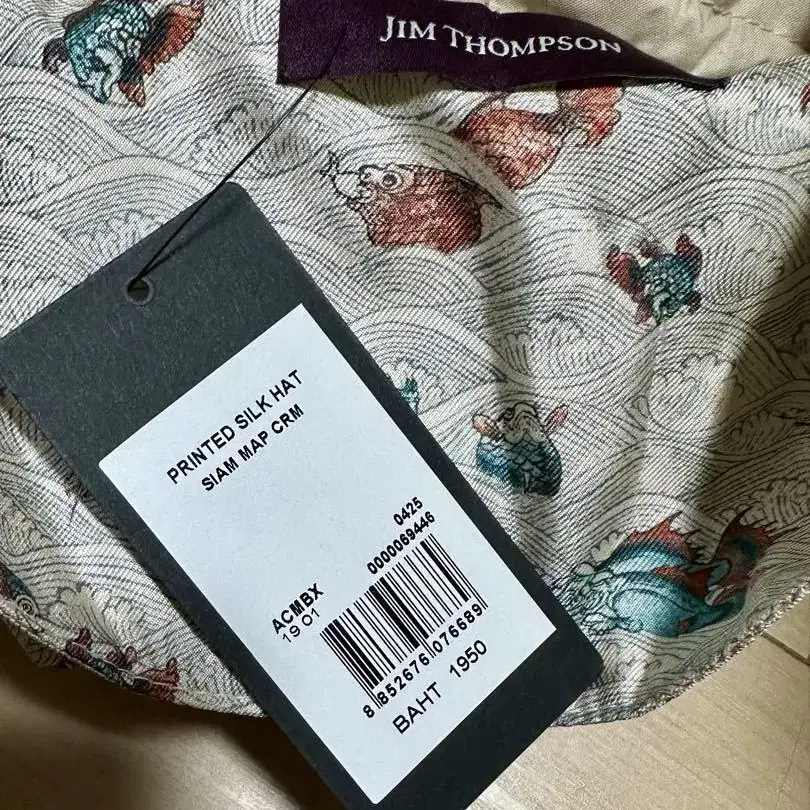 JIM THOMPSON
PRINTED SILK HAT
SIAM MAP CRM
0425
0000069446
ACMBX
19 01
8 852676 076689
BAHT 1950